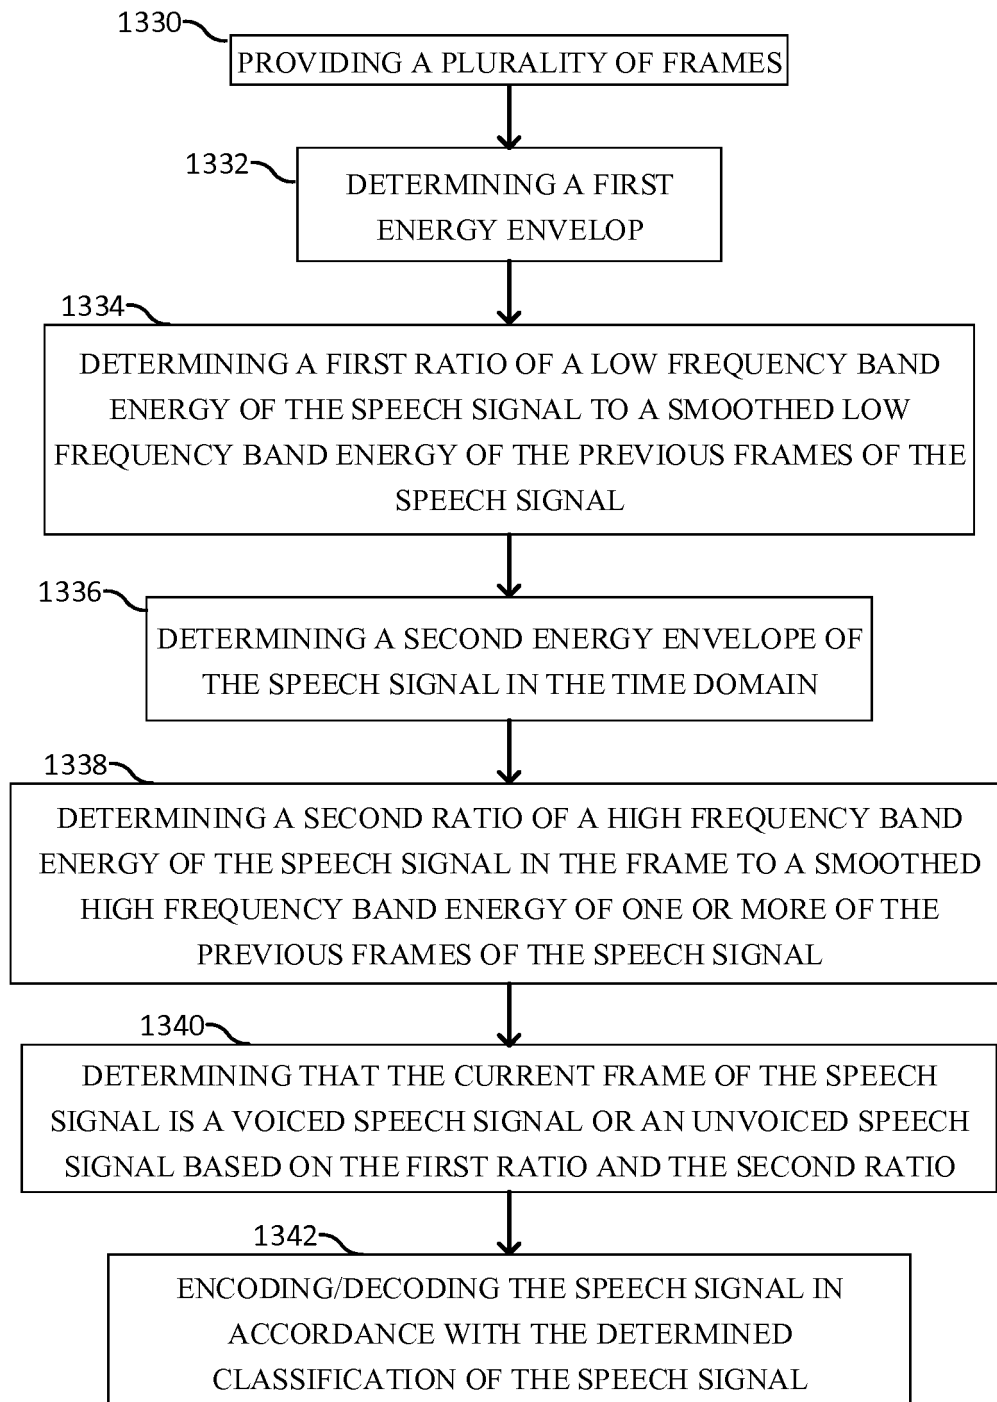 1330
PROVIDING A PLURALITY OF FRAMES
1332
DETERMINING A FIRST
ENERGY ENVELOP
1334
DETERMINING A FIRST RATIO OF A LOW FREQUENCY BAND
ENERGY OF THE SPEECH SIGNAL TO A SMOOTHED LOW
FREQUENCY BAND ENERGY OF THE PREVIOUS FRAMES OF THE
SPEECH SIGNAL
1336
DETERMINING A SECOND ENERGY ENVELOPE OF
THE SPEECH SIGNAL IN THE TIME DOMAIN
1338
DETERMINING A SECOND RATIO OF A HIGH FREQUENCY BAND
ENERGY OF THE SPEECH SIGNAL IN THE FRAME TO A SMOOTHED
HIGH FREQUENCY BAND ENERGY OF ONE OR MORE OF THE
PREVIOUS FRAMES OF THE SPEECH SIGNAL
1340
DETERMINING THAT THE CURRENT FRAME OF THE SPEECH
SIGNAL IS A VOICED SPEECH SIGNAL OR AN UNVOICED SPEECH
SIGNAL BASED ON THE FIRST RATIO AND THE SECOND RATIO
1342
ENCODING/DECODING THE SPEECH SIGNAL IN
ACCORDANCE WITH THE DETERMINED
CLASSIFICATION OF THE SPEECH SIGNAL